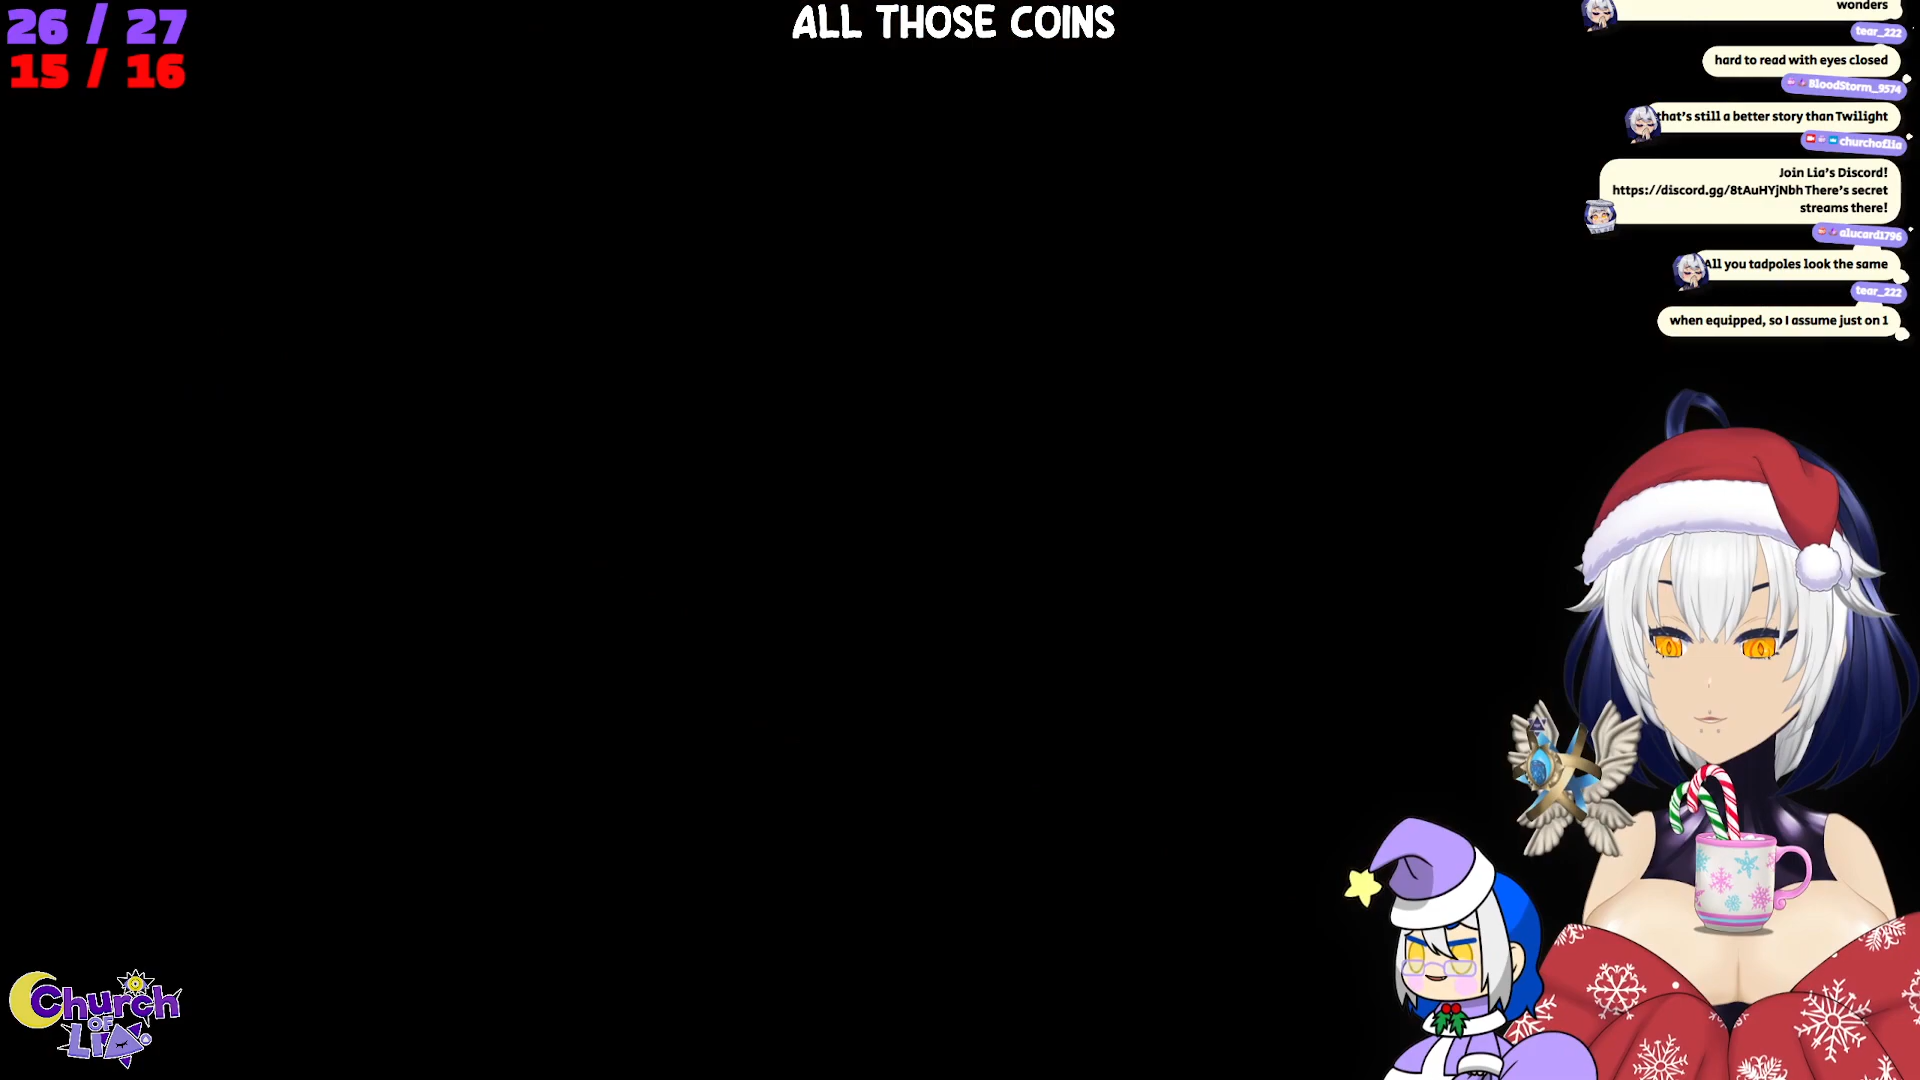 26 / 27
15 / 16
ALL THOSE COINS
wonders
tear_222
hard to read with eyes closed
BloodStorm_9574
that's still a better story than Twilight
churchoflia
Join Lia's Discord!
https://discord.gg/8tAuHYjNbh There's secret
streams there!
alucard1796
All you tadpoles look the same
tear_222
when equipped, so I assume just on 1
Church
OF
LIA